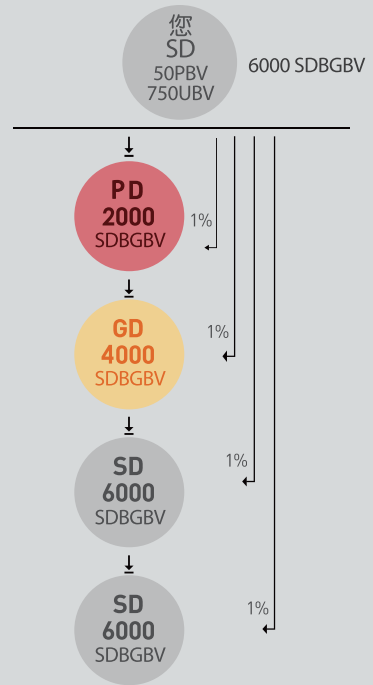 您
SD
50PBV
750UBV
6000 SDBGBV
PD
2000
SDBGBV
1%
GD
4000
SDBGBV
1%
SD
6000
SDBGBV
1%
SD
6000
SDBGBV
1%